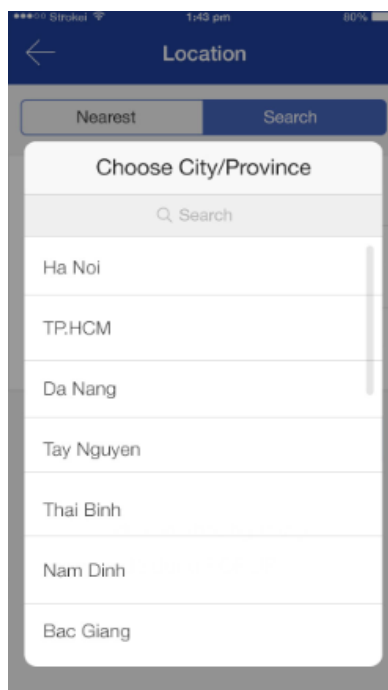 Strokei 1:43 pm 80%
Location
Nearest Search
Choose City/Province
Search
Ha Noi
TP.HCM
Da Nang
Tay Nguyen
Thai Binh
Nam Dinh
Bac Giang